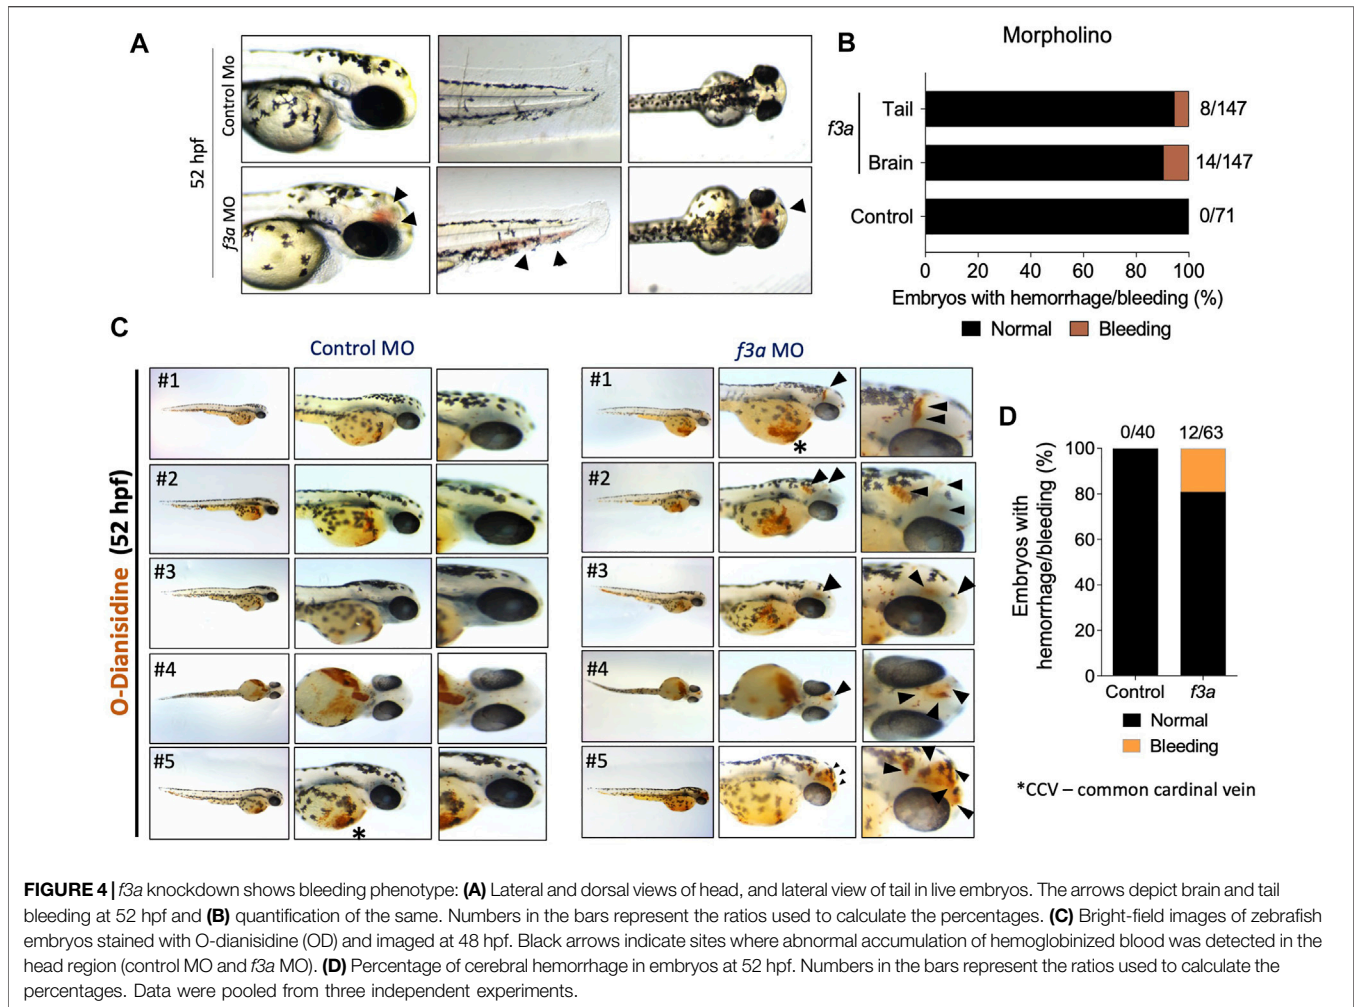 A
52 hpf
Control Mo
f3a MO
B
Morpholino
f3a
Tail
8/147
Brain
14/147
Control
0/71
0 20 40 60 80 100
Embryos with hemorrhage/bleeding (%)
Normal Bleeding
C
Control MO
f3a MO
O-Dianisidine (52 hpf)
#1
#2
#3
#4
#5
*
#1
*
#2
#3
#4
#5
D
0/40 12/63
Embryos with
hemorrhage/bleeding (%)
100
80
60
40
20
0
Control f3a
Normal
Bleeding
*CCV – common cardinal vein
FIGURE 4 | f3a knockdown shows bleeding phenotype: (A) Lateral and dorsal views of head, and lateral view of tail in live embryos. The arrows depict brain and tail
bleeding at 52 hpf and (B) quantification of the same. Numbers in the bars represent the ratios used to calculate the percentages. (C) Bright-field images of zebrafish
embryos stained with O-dianisidine (OD) and imaged at 48 hpf. Black arrows indicate sites where abnormal accumulation of hemoglobinized blood was detected in the
head region (control MO and f3a MO). (D) Percentage of cerebral hemorrhage in embryos at 52 hpf. Numbers in the bars represent the ratios used to calculate the
percentages. Data were pooled from three independent experiments.